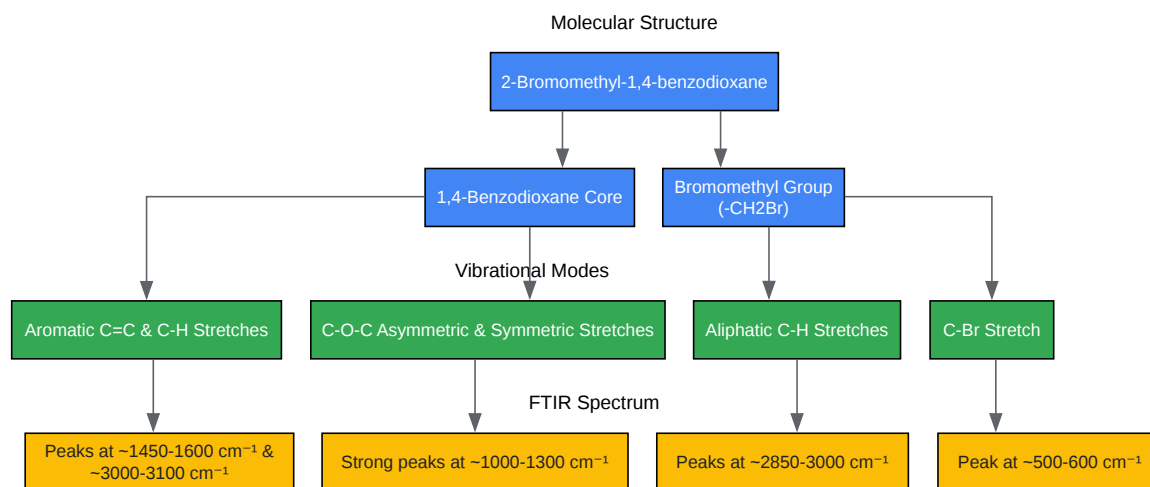 Molecular Structure
2-Bromomethyl-1,4-benzodioxane
1,4-Benzodioxane Core
Bromomethyl Group
(-CH2Br)
Vibrational Modes
Aromatic C=C & C-H Stretches
C-O-C Asymmetric & Symmetric Stretches
Aliphatic C-H Stretches
C-Br Stretch
FTIR Spectrum
Peaks at ~1450-1600 cm⁻¹ &
~3000-3100 cm⁻¹
Strong peaks at ~1000-1300 cm⁻¹
Peaks at ~2850-3000 cm⁻¹
Peak at ~500-600 cm⁻¹